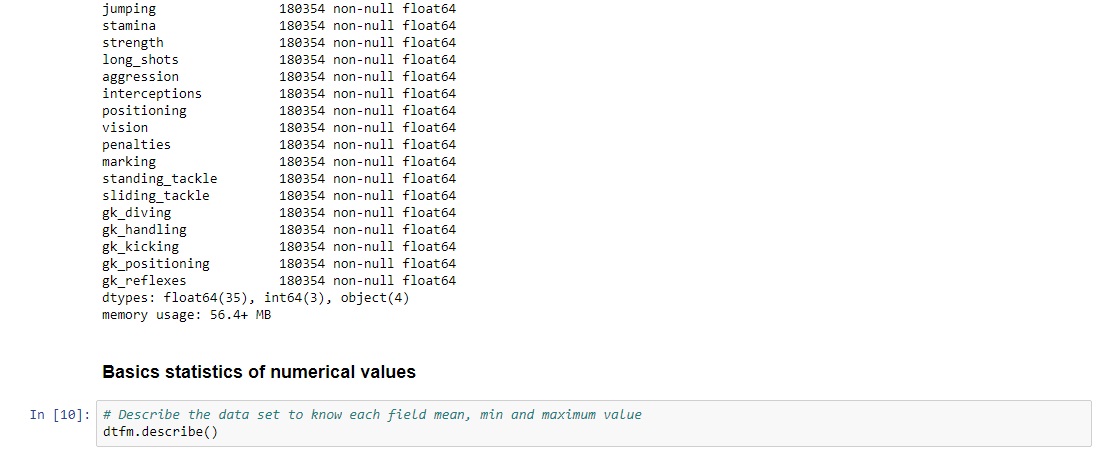 jumping 180354 non-null float64
stamina 180354 non-null float64
strength 180354 non-null float64
long_shots 180354 non-null float64
aggression 180354 non-null float64
interceptions 180354 non-null float64
positioning 180354 non-null float64
vision 180354 non-null float64
penalties 180354 non-null float64
marking 180354 non-null float64
standing_tackle 180354 non-null float64
sliding_tackle 180354 non-null float64
gk_diving 180354 non-null float64
gk_handling 180354 non-null float64
gk_kicking 180354 non-null float64
gk_positioning 180354 non-null float64
gk_reflexes 180354 non-null float64
dtypes: float64(35), int64(3), object(4)
memory usage: 56.4+ MB
Basics statistics of numerical values
In [10]: # Describe the data set to know each field mean, min and maximum value
dtfm.describe()